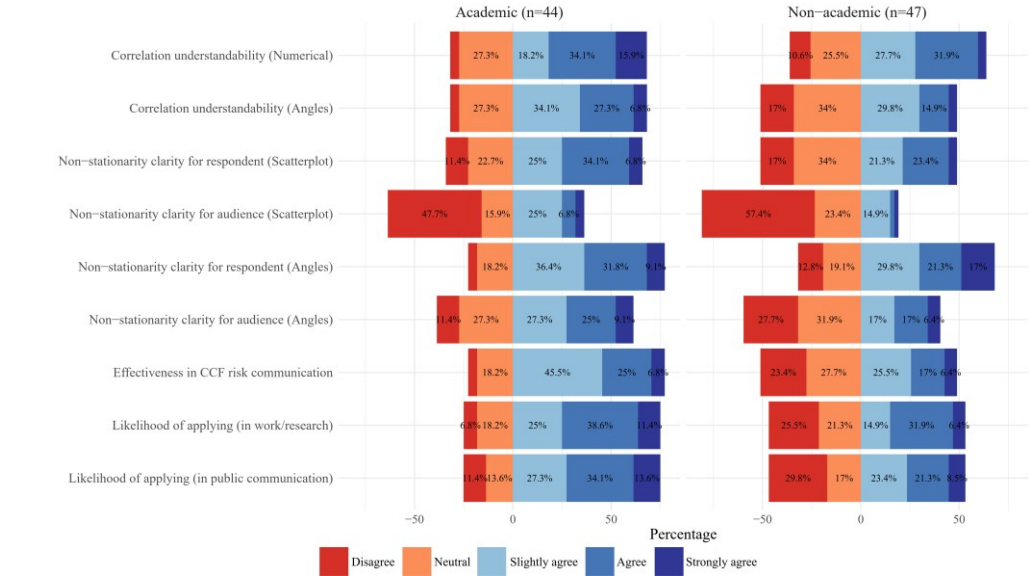 Academic (n=44) Non−academic (n=47)
Correlation understandability (Numerical) 27.3% 18.2% 34.1% 15.9% 10.6% 25.5% 27.7% 31.9%
Correlation understandability (Angles) 27.3% 34.1% 27.3% 6.8% 17% 34% 29.8% 14.9%
Non−stationarity clarity for respondent (Scatterplot) 11.4% 22.7% 25% 34.1% 6.8% 17% 34% 21.3% 23.4%
Non−stationarity clarity for audience (Scatterplot) 47.7% 15.9% 25% 6.8% 57.4% 23.4% 14.9%
Non−stationarity clarity for respondent (Angles) 18.2% 36.4% 31.8% 9.1% 12.8% 19.1% 29.8% 21.3% 17%
Non−stationarity clarity for audience (Angles) 11.4% 27.3% 27.3% 25% 9.1% 27.7% 31.9% 17% 17% 6.4%
Effectiveness in CCF risk communication 18.2% 45.5% 25% 6.8% 23.4% 27.7% 25.5% 17% 6.4%
Likelihood of applying (in work/research) 6.8% 18.2% 25% 38.6% 11.4% 25.5% 21.3% 14.9% 31.9% 6.4%
Likelihood of applying (in public communication) 11.4% 13.6% 27.3% 34.1% 13.6% 29.8% 17% 23.4% 21.3% 8.5%
−50 0 50 −50 0 50
Percentage
Disagree Neutral Slightly agree Agree Strongly agree